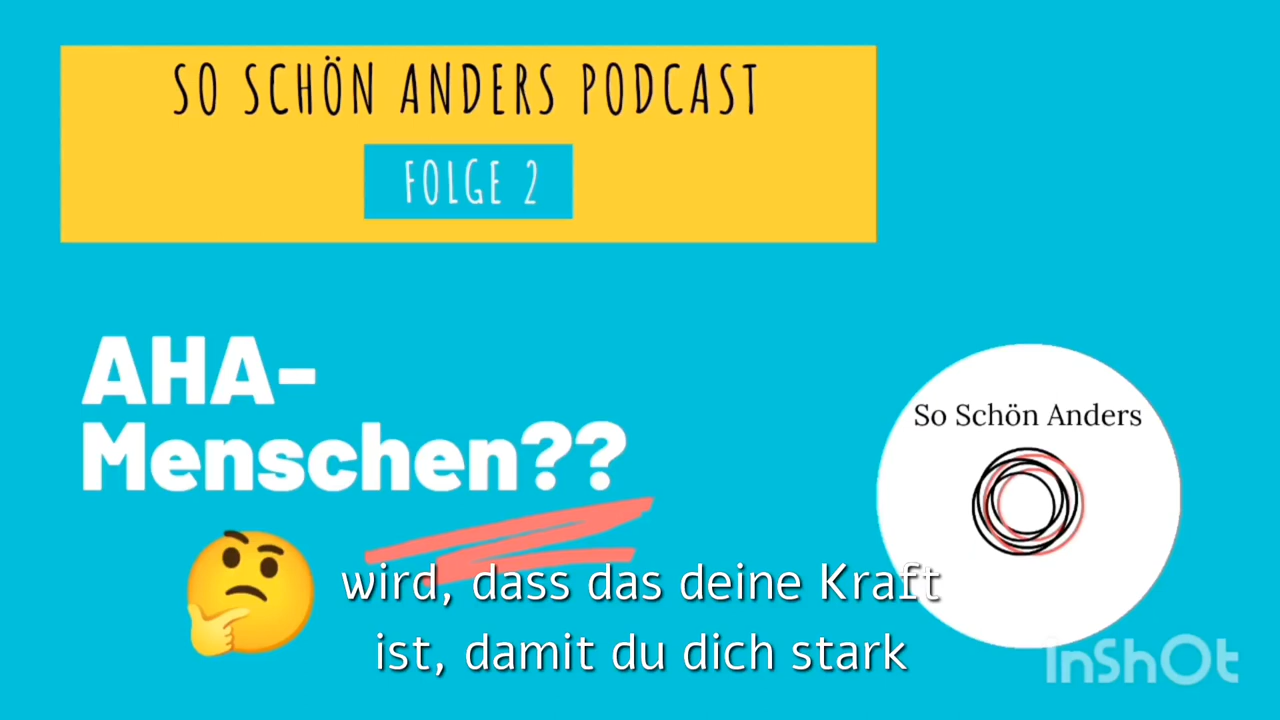 SO SCHÖN ANDERS PODCAST
FOLGE 2
AHA-
Menschen??
So Schön Anders
wird, dass das deine Kraft
ist, damit du dich stark
InShOt